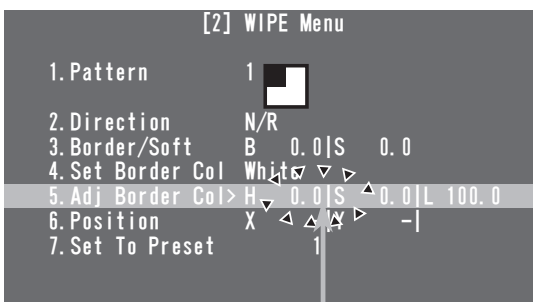 [2] WIPE Menu
1.Pattern 1
2.Direction N/R
3.Border/Soft B 0.0|S 0.0
4.Set Border Col White
5.Adj Border Col> H 0.0|S 0.0|L 100.0
6.Position X |Y -|
7.Set To Preset 1